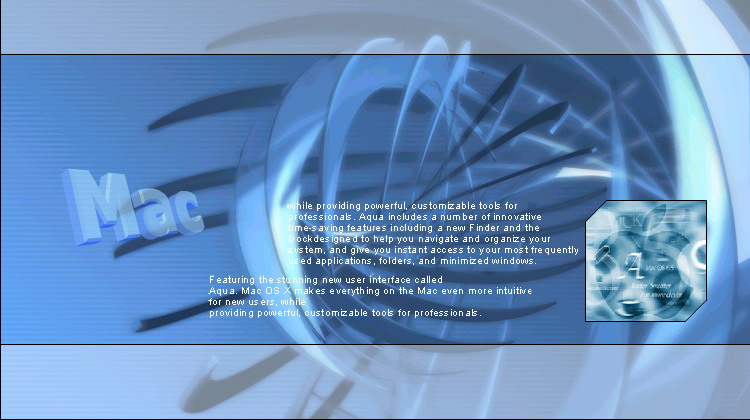 Mac
while providing powerful, customizable tools for
professionals. Aqua includes a number of innovative
time-saving features including a new Finder and the
Dockdesigned to help you navigate and organize your
system, and give you instant access to your most frequently
used applications, folders, and minimized windows.
Featuring the stunning new user interface called
Aqua. Mac OS X makes everything on the Mac even more intuitive
for new users, while
providing powerful, customizable tools for professionals.
A
Mac OS